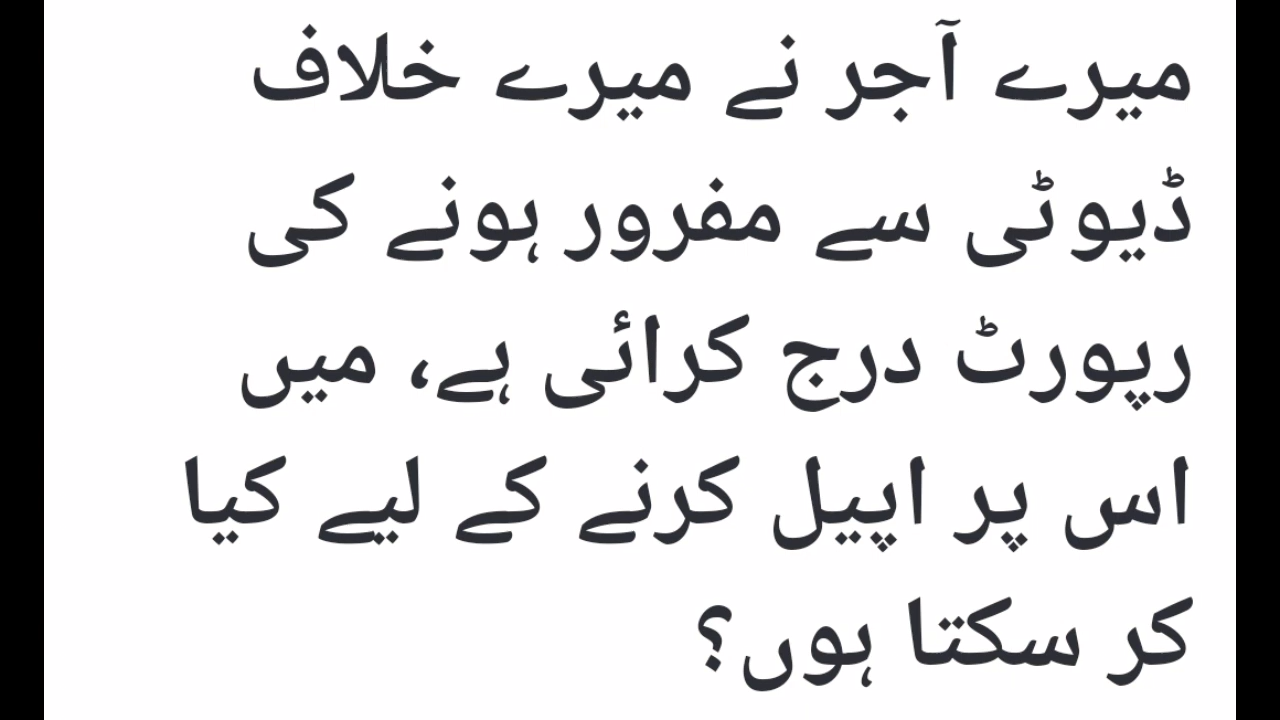 میرے آجر نے میرے خلاف
ڈیوٹی سے مفرور ہونے کی
رپورٹ درج کرائی ہے، میں
اس پر اپیل کرنے کے لیے کیا
کر سکتا ہوں؟